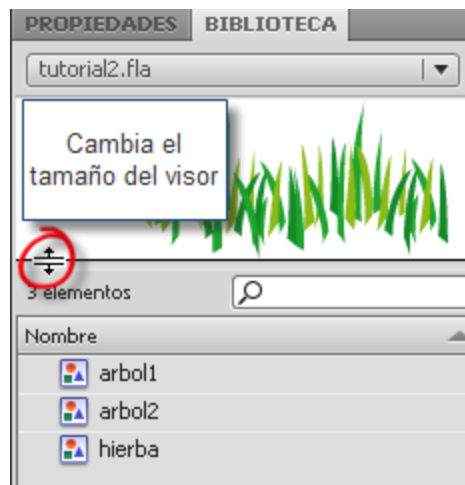 PROPIEDADES BIBLIOTECA
tutorial2.fla
Cambia el
tamaño del visor
3 elementos
Nombre
arbol1
arbol2
hierba